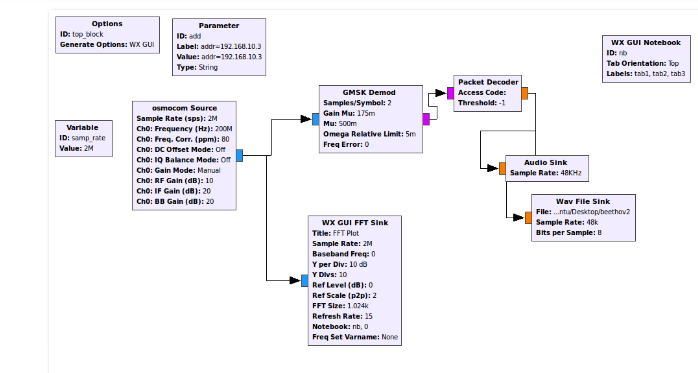 Options
ID: top_block
Generate Options: WX GUI
Parameter
ID: add
Label: addr=192.168.10.3
Value: addr=192.168.10.3
Type: String
WX GUI Notebook
ID: nb
Tab Orientation: Top
Labels: tab1, tab2, tab3
Variable
ID: samp_rate
Value: 2M
osmocom Source
Sample Rate (sps): 2M
Ch0: Frequency (Hz): 200M
Ch0: Freq. Corr. (ppm): 80
Ch0: DC Offset Mode: Off
Ch0: IQ Balance Mode: Off
Ch0: Gain Mode: Manual
Ch0: RF Gain (dB): 10
Ch0: IF Gain (dB): 20
Ch0: BB Gain (dB): 20
GMSK Demod
Samples/Symbol: 2
Gain Mu: 175m
Mu: 500m
Omega Relative Limit: 5m
Freq Error: 0
Packet Decoder
Access Code:
Threshold: -1
Audio Sink
Sample Rate: 48KHz
Wav File Sink
File: ...ntu/Desktop/beethov2
Sample Rate: 48k
Bits per Sample: 8
WX GUI FFT Sink
Title: FFT Plot
Sample Rate: 2M
Baseband Freq: 0
Y per Div: 10 dB
Y Divs: 10
Ref Level (dB): 0
Ref Scale (p2p): 2
FFT Size: 1.024k
Refresh Rate: 15
Notebook: nb, 0
Freq Set Varname: None